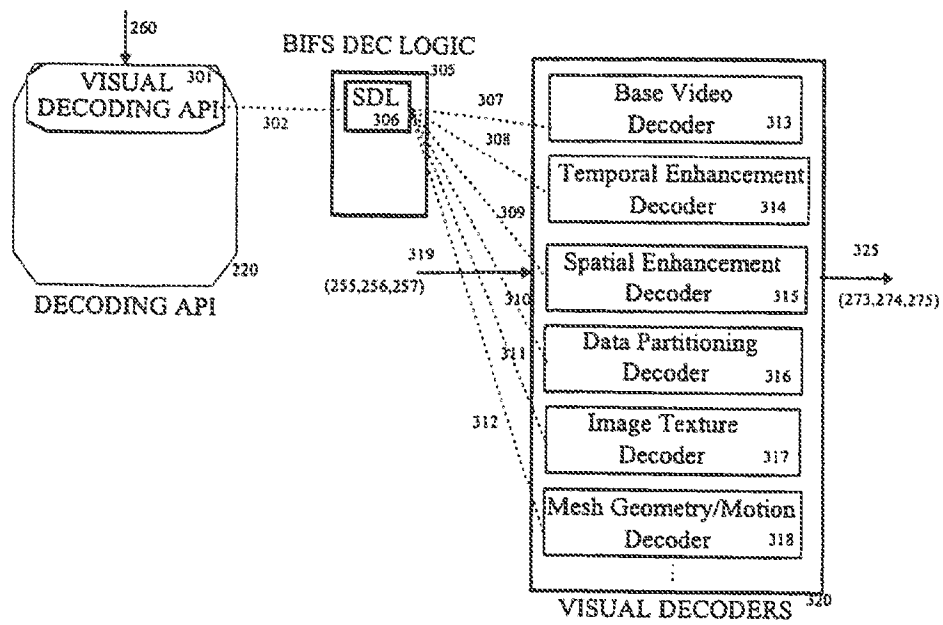 260
BIFS DEC LOGIC
VISUAL 301
DECODING API
302
220
DECODING API
305
SDL
306
307
308
309
310
311
312
319
(255,256,257)
Base Video
Decoder 313
Temporal Enhancement
Decoder 314
Spatial Enhancement
Decoder 315
Data Partitioning
Decoder 316
Image Texture
Decoder 317
Mesh Geometry/Motion
Decoder 318
320
VISUAL DECODERS
325
(273,274,275)